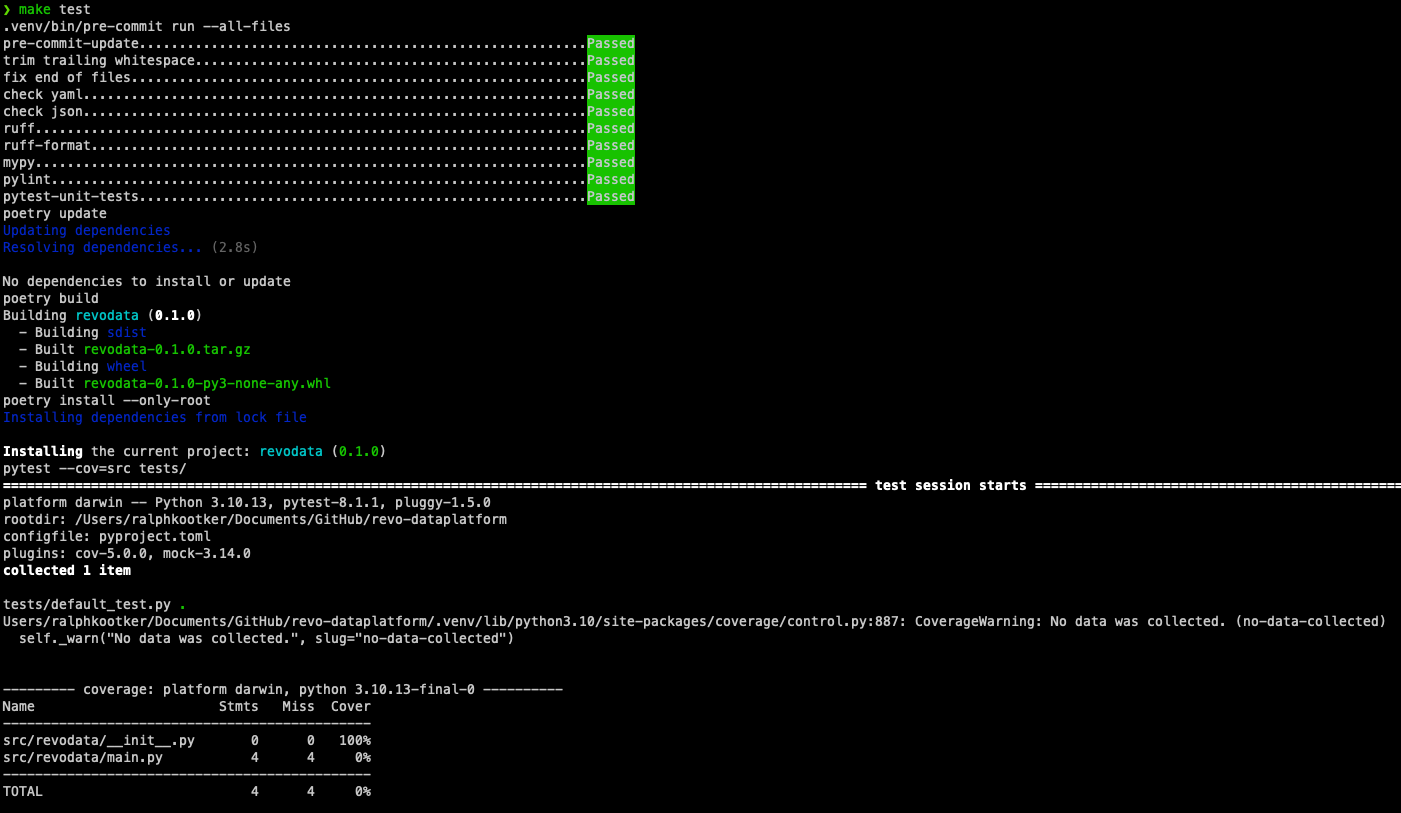 ❯ make test
.venv/bin/pre-commit run --all-files
pre-commit-update........................................................Passed
trim trailing whitespace.................................................Passed
fix end of files.........................................................Passed
check yaml...............................................................Passed
check json...............................................................Passed
ruff.....................................................................Passed
ruff-format..............................................................Passed
mypy.....................................................................Passed
pylint...................................................................Passed
pytest-unit-tests........................................................Passed
poetry update
Updating dependencies
Resolving dependencies... (2.8s)
No dependencies to install or update
poetry build
Building revodata (0.1.0)
  - Building sdist
  - Built revodata-0.1.0.tar.gz
  - Building wheel
  - Built revodata-0.1.0-py3-none-any.whl
poetry install --only-root
Installing dependencies from lock file
Installing the current project: revodata (0.1.0)
pytest --cov=src tests/
============================================================================================================ test session starts ==============================================
platform darwin -- Python 3.10.13, pytest-8.1.1, pluggy-1.5.0
rootdir: /Users/ralphkootker/Documents/GitHub/revo-dataplatform
configfile: pyproject.toml
plugins: cov-5.0.0, mock-3.14.0
collected 1 item
tests/default_test.py .
Users/ralphkootker/Documents/GitHub/revo-dataplatform/.venv/lib/python3.10/site-packages/coverage/control.py:887: CoverageWarning: No data was collected. (no-data-collected)
  self._warn("No data was collected.", slug="no-data-collected")
--------- coverage: platform darwin, python 3.10.13-final-0 ----------
Name                       Stmts   Miss  Cover
----------------------------------------------
src/revodata/__init__.py       0      0   100%
src/revodata/main.py           4      4     0%
----------------------------------------------
TOTAL                          4      4     0%